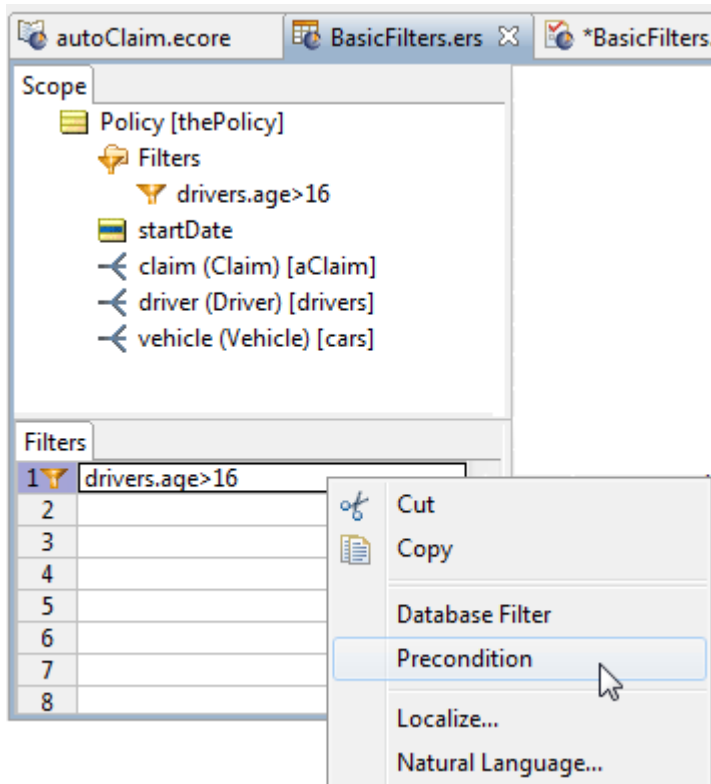 autoClaim.ecore BasicFilters.ers *BasicFilters.
Scope
Policy [thePolicy]
Filters
drivers.age>16
startDate
claim (Claim) [aClaim]
driver (Driver) [drivers]
vehicle (Vehicle) [cars]
Filters
1 drivers.age>16
2
3
4
5
6
7
8
Cut
Copy
Database Filter
Precondition
Localize...
Natural Language...